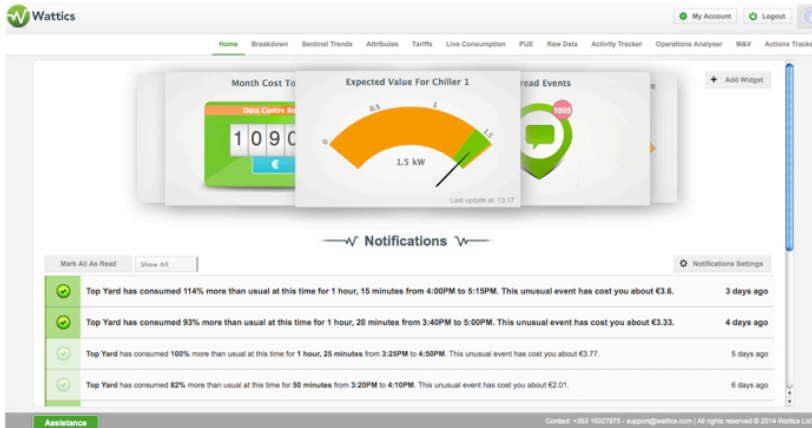 Wattics
My Account
Logout
Home Breakdown Sentinel Trends Attributes Tariffs Live Consumption PUE Raw Data Activity Tracker Operations Analyser M&V Actions Tracke
Month Cost To
Expected Value For Chiller 1
read Events
Add Widget
Data Centre
1 0 9 0
€
0 0.5 1 1.5
1.5 kW
Last update at: 13:17
1005
Notifications
Mark All As Read
Show All
Notifications Settings
Top Yard has consumed 114% more than usual at this time for 1 hour, 15 minutes from 4:00PM to 5:15PM. This unusual event has cost you about €3.6. 3 days ago
Top Yard has consumed 93% more than usual at this time for 1 hour, 20 minutes from 3:40PM to 5:00PM. This unusual event has cost you about €3.33. 4 days ago
Top Yard has consumed 100% more than usual at this time for 1 hour, 25 minutes from 3:25PM to 4:50PM. This unusual event has cost you about €3.77. 5 days ago
Top Yard has consumed 82% more than usual at this time for 50 minutes from 3:20PM to 4:10PM. This unusual event has cost you about €2.01. 6 days ago
Assistance
Contact: +353 15327875 - support@wattics.com | All rights reserved © 2014 Wattics Ltd